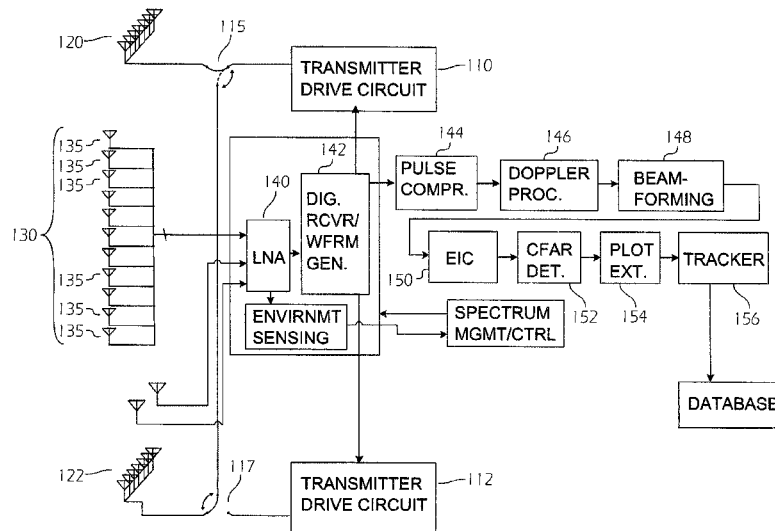 120
115
TRANSMITTER
DRIVE CIRCUIT
110
130
135
135
135
135
135
135
140
LNA
142
DIG.
RCVR/
WFRM
GEN.
ENVIRNMT
SENSING
144
PULSE
COMPR.
146
DOPPLER
PROC.
148
BEAM-
FORMING
150
EIC
CFAR
DET.
152
PLOT
EXT.
154
TRACKER
156
SPECTRUM
MGMT/CTRL
DATABASE
122
117
TRANSMITTER
DRIVE CIRCUIT
112